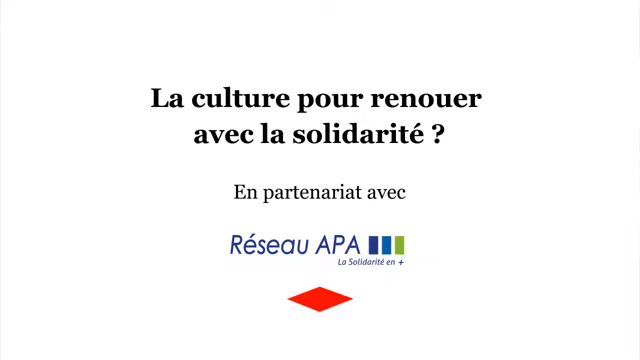 La culture pour renouer
avec la solidarité ?
En partenariat avec
Réseau APA
La Solidarité en +